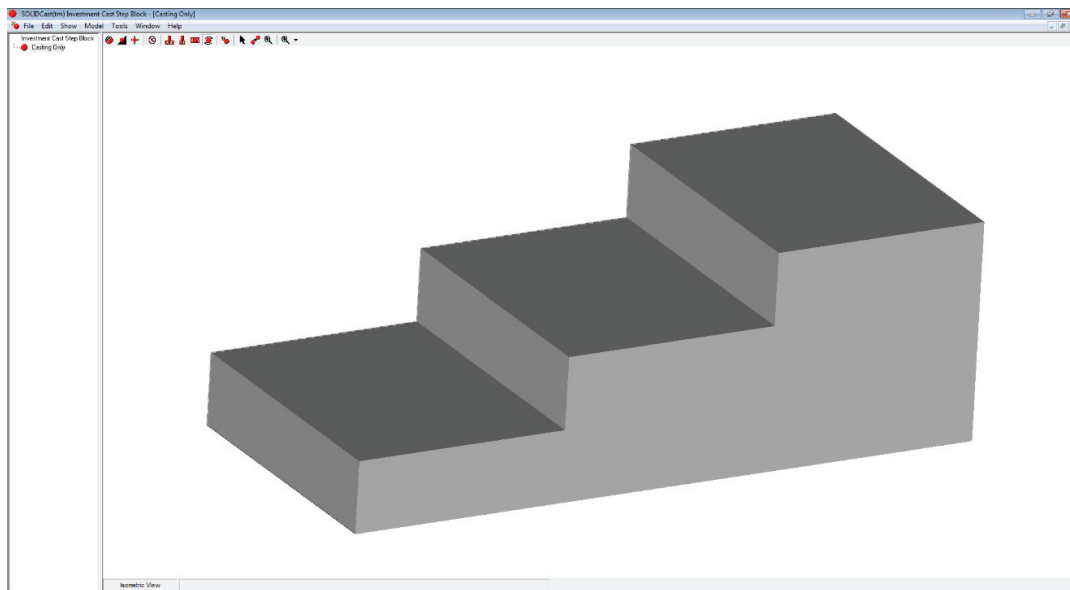 SOLIDCast(tm) Investment Cast Step Block - [Casting Only]
File Edit Show Model Tools Window Help
Investment Cast Step Block
Casting Only
Isometric View